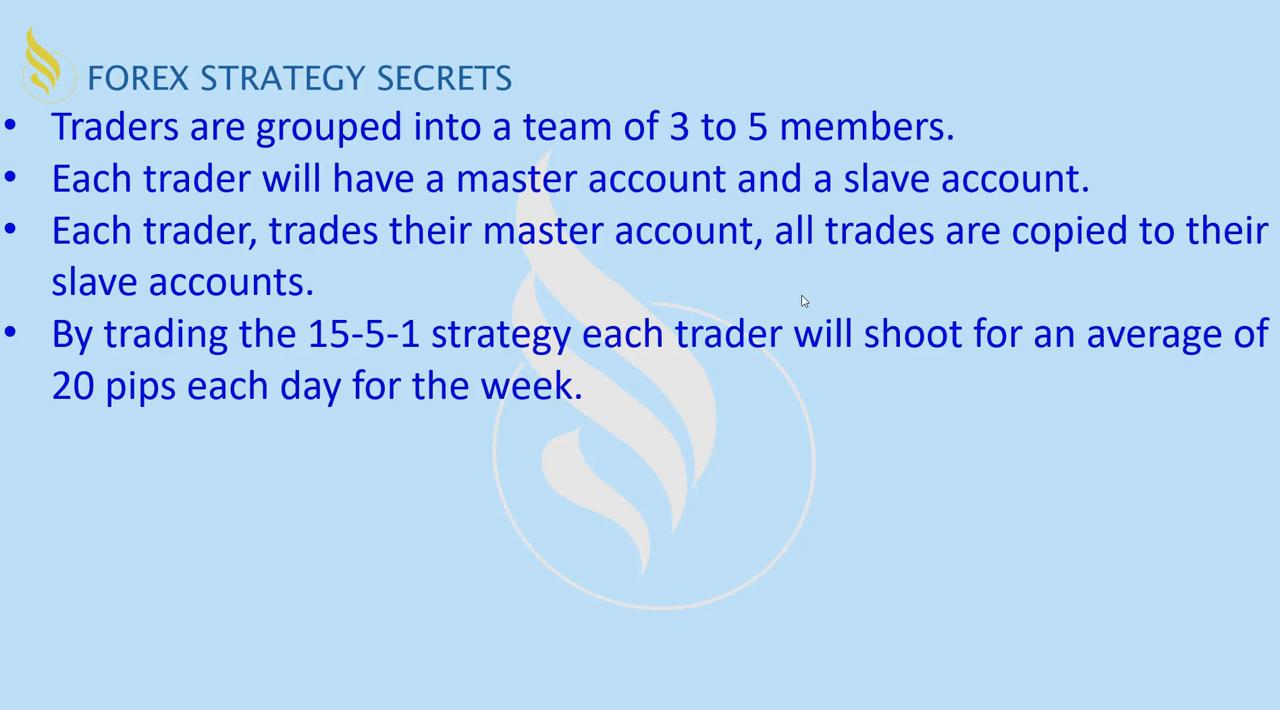 FOREX STRATEGY SECRETS
• Traders are grouped into a team of 3 to 5 members.
• Each trader will have a master account and a slave account.
• Each trader, trades their master account, all trades are copied to their
slave accounts.
• By trading the 15-5-1 strategy each trader will shoot for an average of
20 pips each day for the week.